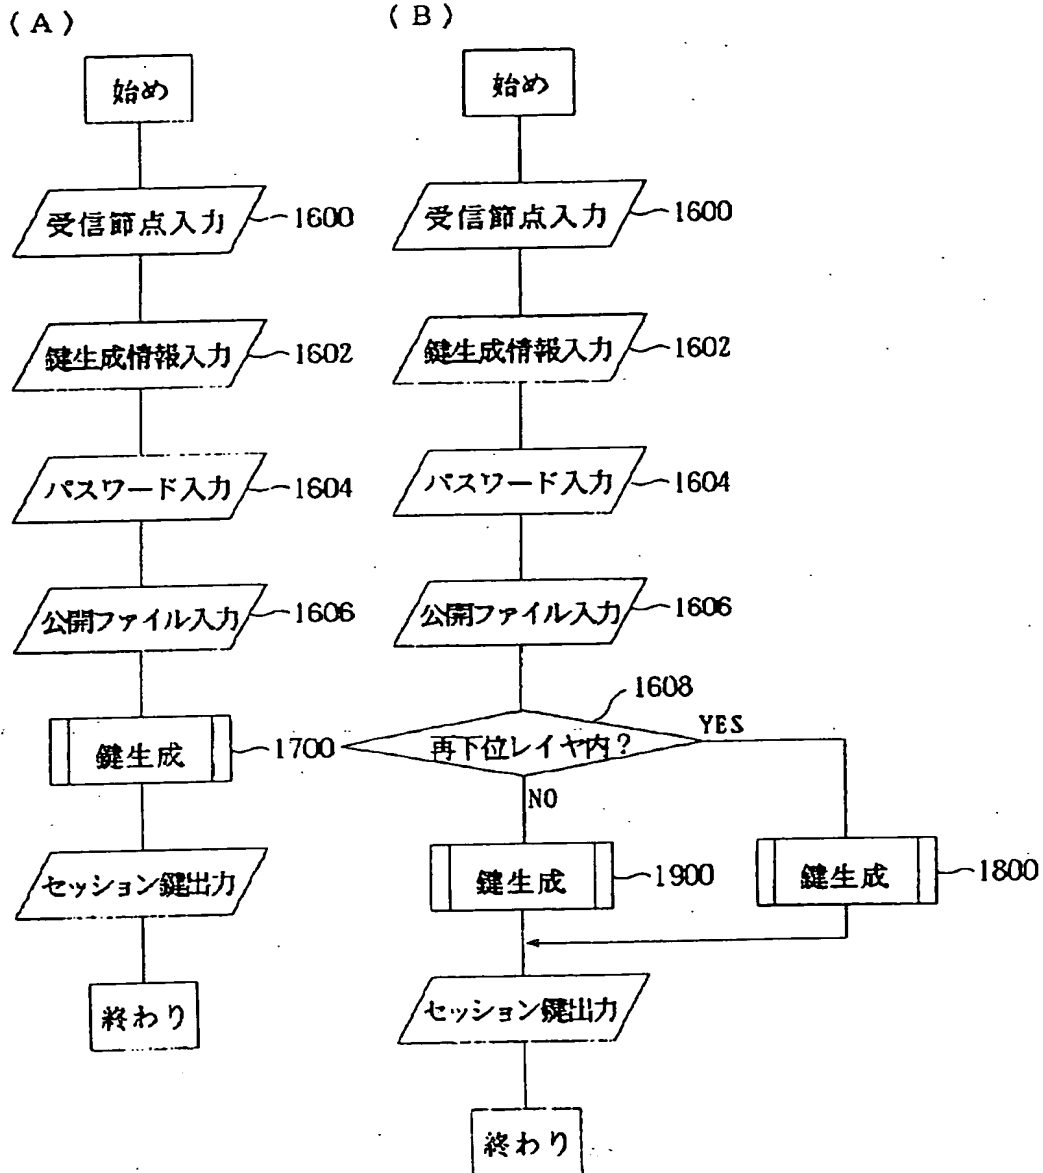 (A)
始め
受信節点入力
1600
鍵生成情報入力
1602
パスワード入力
1604
公開ファイル入力
1606
鍵生成
1700
セッション鍵出力
終わり
(B)
始め
受信節点入力
1600
鍵生成情報入力
1602
パスワード入力
1604
公開ファイル入力
1606
1608
再下位レイヤ内?
YES
NO
鍵生成
1900
鍵生成
1800
セッション鍵出力
終わり